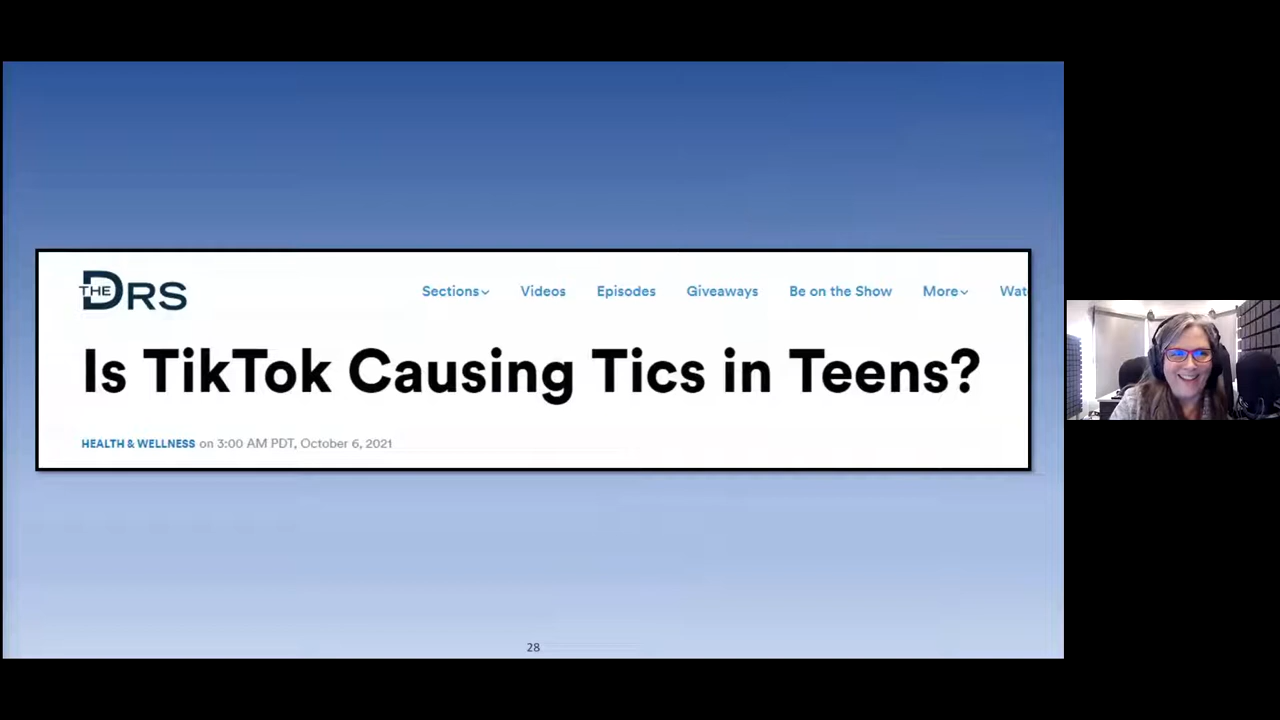 THE DRS Sections Videos Episodes Giveaways Be on the Show More Wat
Is TikTok Causing Tics in Teens?
HEALTH & WELLNESS on 3:00 AM PDT, October 6, 2021
28